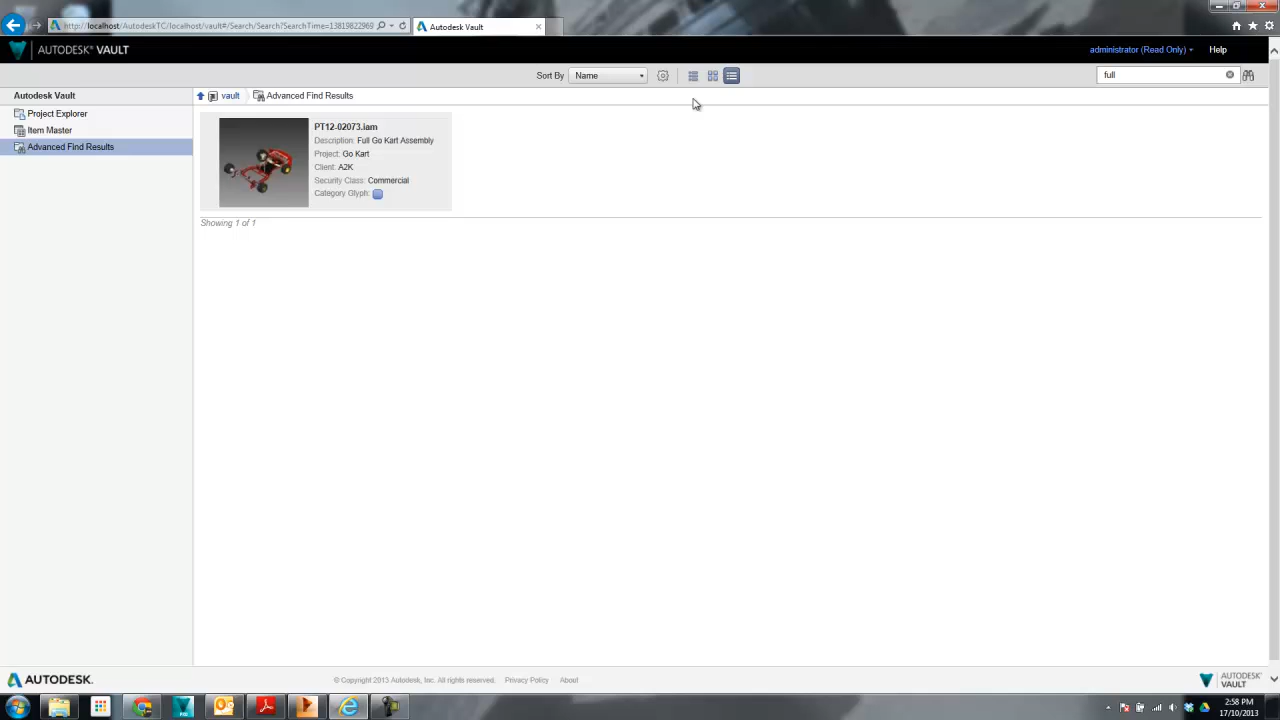 http://localhost/AutodeskTC/localhost/vault#/Search/Search?SearchTime=13819822969
Autodesk Vault
AUTODESK® VAULT
administrator (Read Only)
Help
Sort By
Name
full
Autodesk Vault
vault
Advanced Find Results
Project Explorer
Item Master
Advanced Find Results
PT12-02073.iam
Description: Full Go Kart Assembly
Project: Go Kart
Client: A2K
Security Class: Commercial
Category Glyph:
Showing 1 of 1
AUTODESK.
© Copyright 2013 Autodesk, Inc. All rights reserved.
Privacy Policy
About
AUTODESK®
VAULT
2:58 PM
17/10/2013